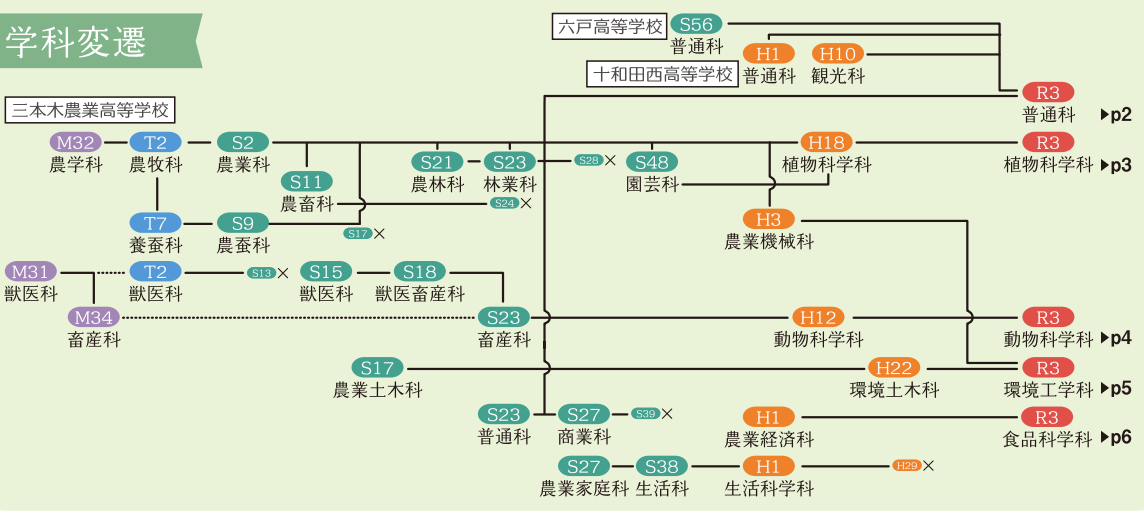 学科変遷
六戸高等学校
S56
普通科
H1
普通科
H10
観光科
十和田西高等学校
R3
普通科
▶p2
三本木農業高等学校
M32
農学科
T2
農牧科
S2
農業科
S11
農畜科
S21
農林科
S23
林業科
S28×
S48
園芸科
H18
植物科学科
R3
植物科学科
▶p3
S24×
T7
養蚕科
S9
農蚕科
S17×
H3
農業機械科
M31
獣医科
T2
獣医科
S13×
S15
獣医科
S18
獣医畜産科
M34
畜産科
S23
畜産科
H12
動物科学科
R3
動物科学科
▶p4
S17
農業土木科
H22
環境土木科
R3
環境工学科
▶p5
S23
普通科
S27
商業科
S39×
H1
農業経済科
R3
食品科学科
▶p6
S27
農業家庭科
S38
生活科
H1
生活科学科
H29×